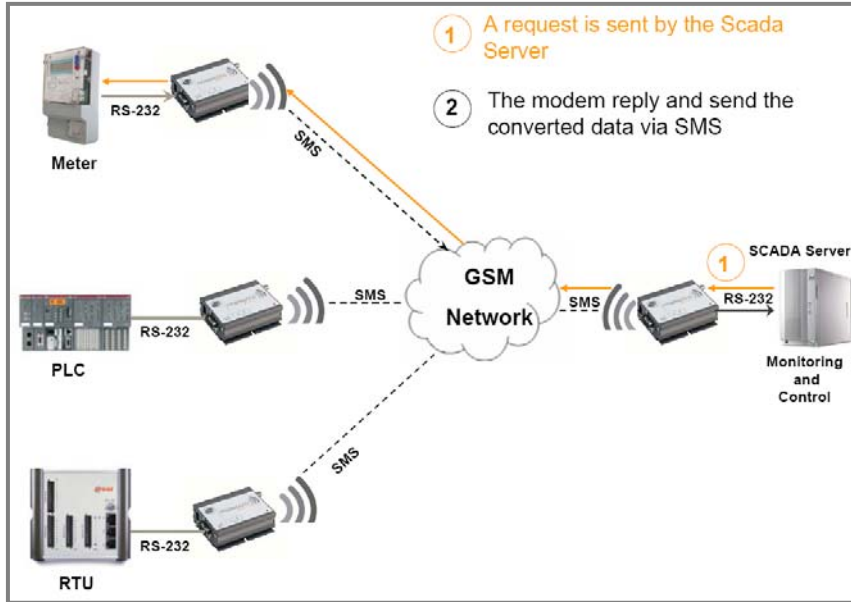 1 A request is sent by the Scada
Server
2 The modem reply and send the
converted data via SMS
RS-232
Meter
SMS
GSM
Network
SMS
RS-232
PLC
SMS
1
SCADA Server
RS-232
Monitoring
and
Control
SMS
RS-232
RTU